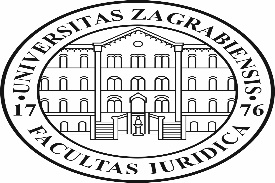 • UNIVERSITAS ZAGRABIENSIS •
17 76
FACULTAS JURIDICA